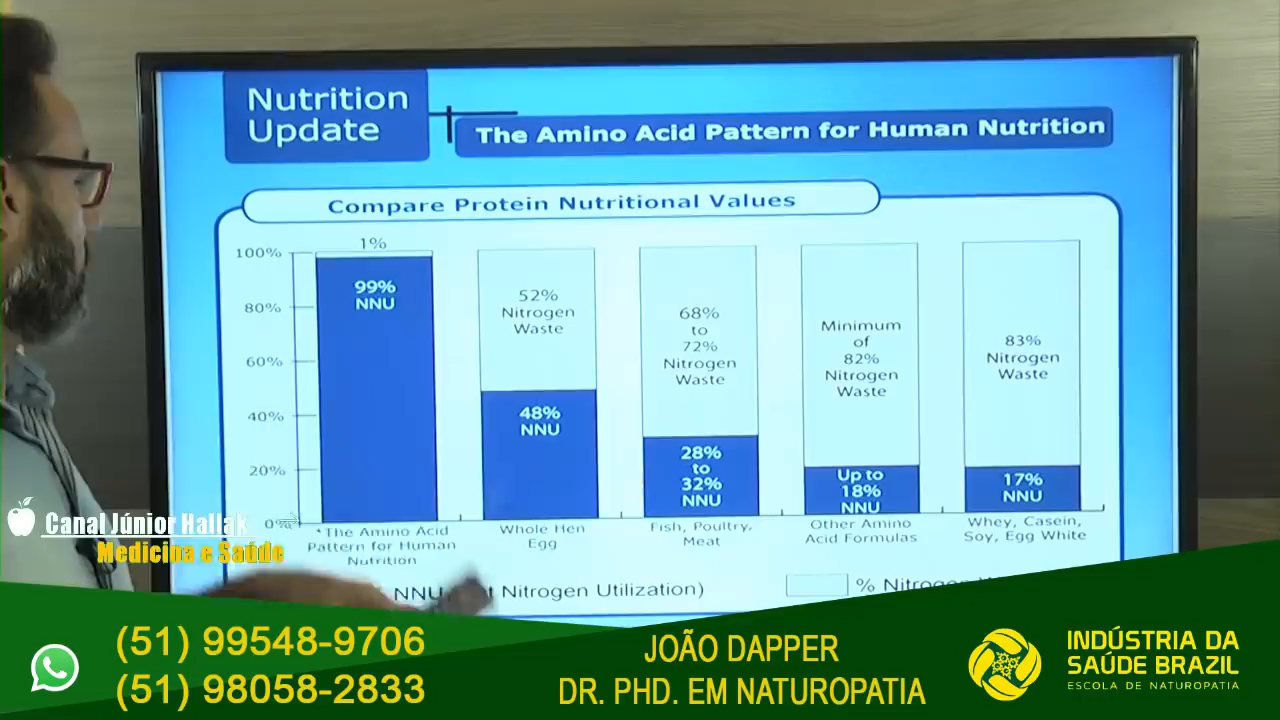 Nutrition
Update
The Amino Acid Pattern for Human Nutrition
Compare Protein Nutritional Values
100%
80%
60%
40%
20%
0%
1%
99%
NNU
52%
Nitrogen
Waste
48%
NNU
68%
to
72%
Nitrogen
Waste
28%
to
32%
NNU
Minimum
of
82%
Nitrogen
Waste
Up to
18%
NNU
83%
Nitrogen
Waste
17%
NNU
*The Amino Acid
Pattern for Human
Nutrition
Whole Hen
Egg
Fish, Poultry,
Meat
Other Amino
Acid Formulas
Whey, Casein,
Soy, Egg White
NNU Nitrogen Utilization)
%
Canal Júnior Hallak
Medicina e Saúde
(51) 99548-9706
(51) 98058-2833
JOÃO DAPPER
DR. PHD. EM NATUROPATIA
INDÚSTRIA DA
SAÚDE BRAZIL
ESCOLA DE NATUROPATIA